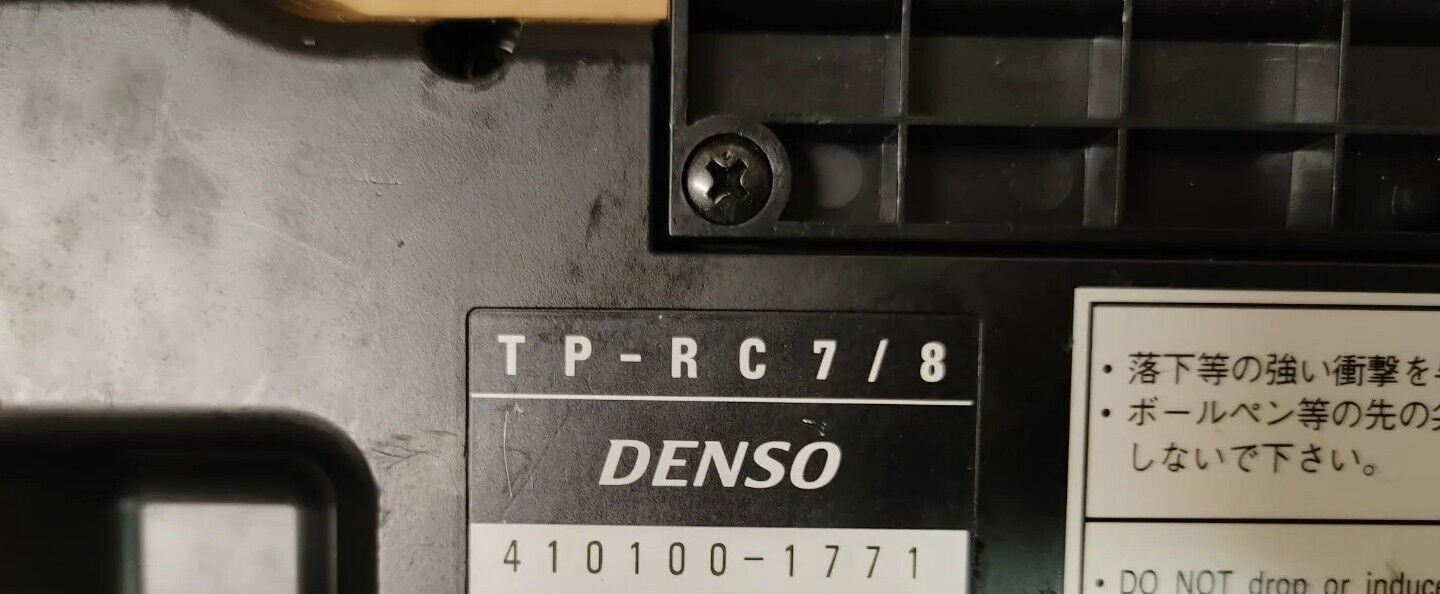 TP-RC7/8
DENSO
410100-1771
・落下等の強い衝撃を
・ボールペン等の先の
しないで下さい。
・DO NOT drop or induce